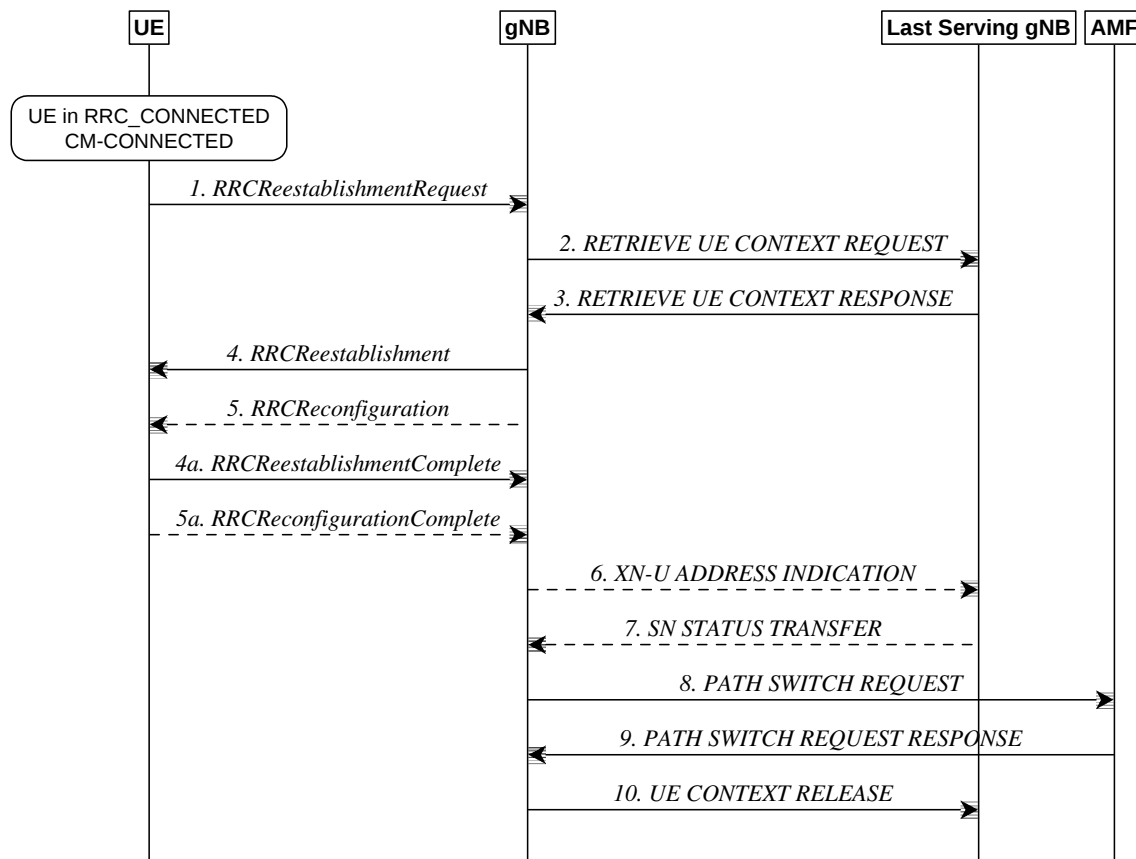 UE
gNB
Last Serving gNB
AMF
UE in RRC_CONNECTED
CM-CONNECTED
1. RRCReestablishmentRequest
2. RETRIEVE UE CONTEXT REQUEST
3. RETRIEVE UE CONTEXT RESPONSE
4. RRCReestablishment
5. RRCReconfiguration
4a. RRCReestablishmentComplete
5a. RRCReconfigurationComplete
6. XN-U ADDRESS INDICATION
7. SN STATUS TRANSFER
8. PATH SWITCH REQUEST
9. PATH SWITCH REQUEST RESPONSE
10. UE CONTEXT RELEASE